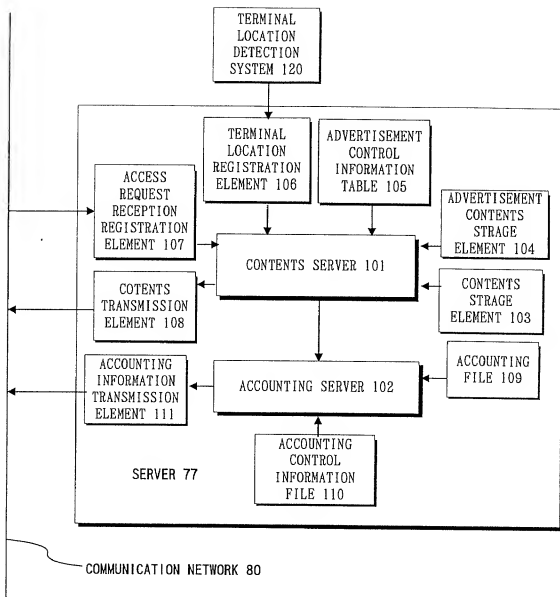 TERMINAL
LOCATION
DETECTION
SYSTEM 120
TERMINAL
LOCATION
REGISTRATION
ELEMENT 106
ADVERTISEMENT
CONTROL
INFORMATION
TABLE 105
ACCESS
REQUEST
RECEPTION
REGISTRATION
ELEMENT 107
ADVERTISEMENT
CONTENTS
STRAGE
ELEMENT 104
CONTENTS SERVER 101
COTENTS
TRANSMISSION
ELEMENT 108
CONTENTS
STRAGE
ELEMENT 103
ACCOUNTING
INFORMATION
TRANSMISSION
ELEMENT 111
ACCOUNTING SERVER 102
ACCOUNTING
FILE 109
ACCOUNTING
CONTROL
INFORMATION
FILE 110
SERVER 77
COMMUNICATION NETWORK 80